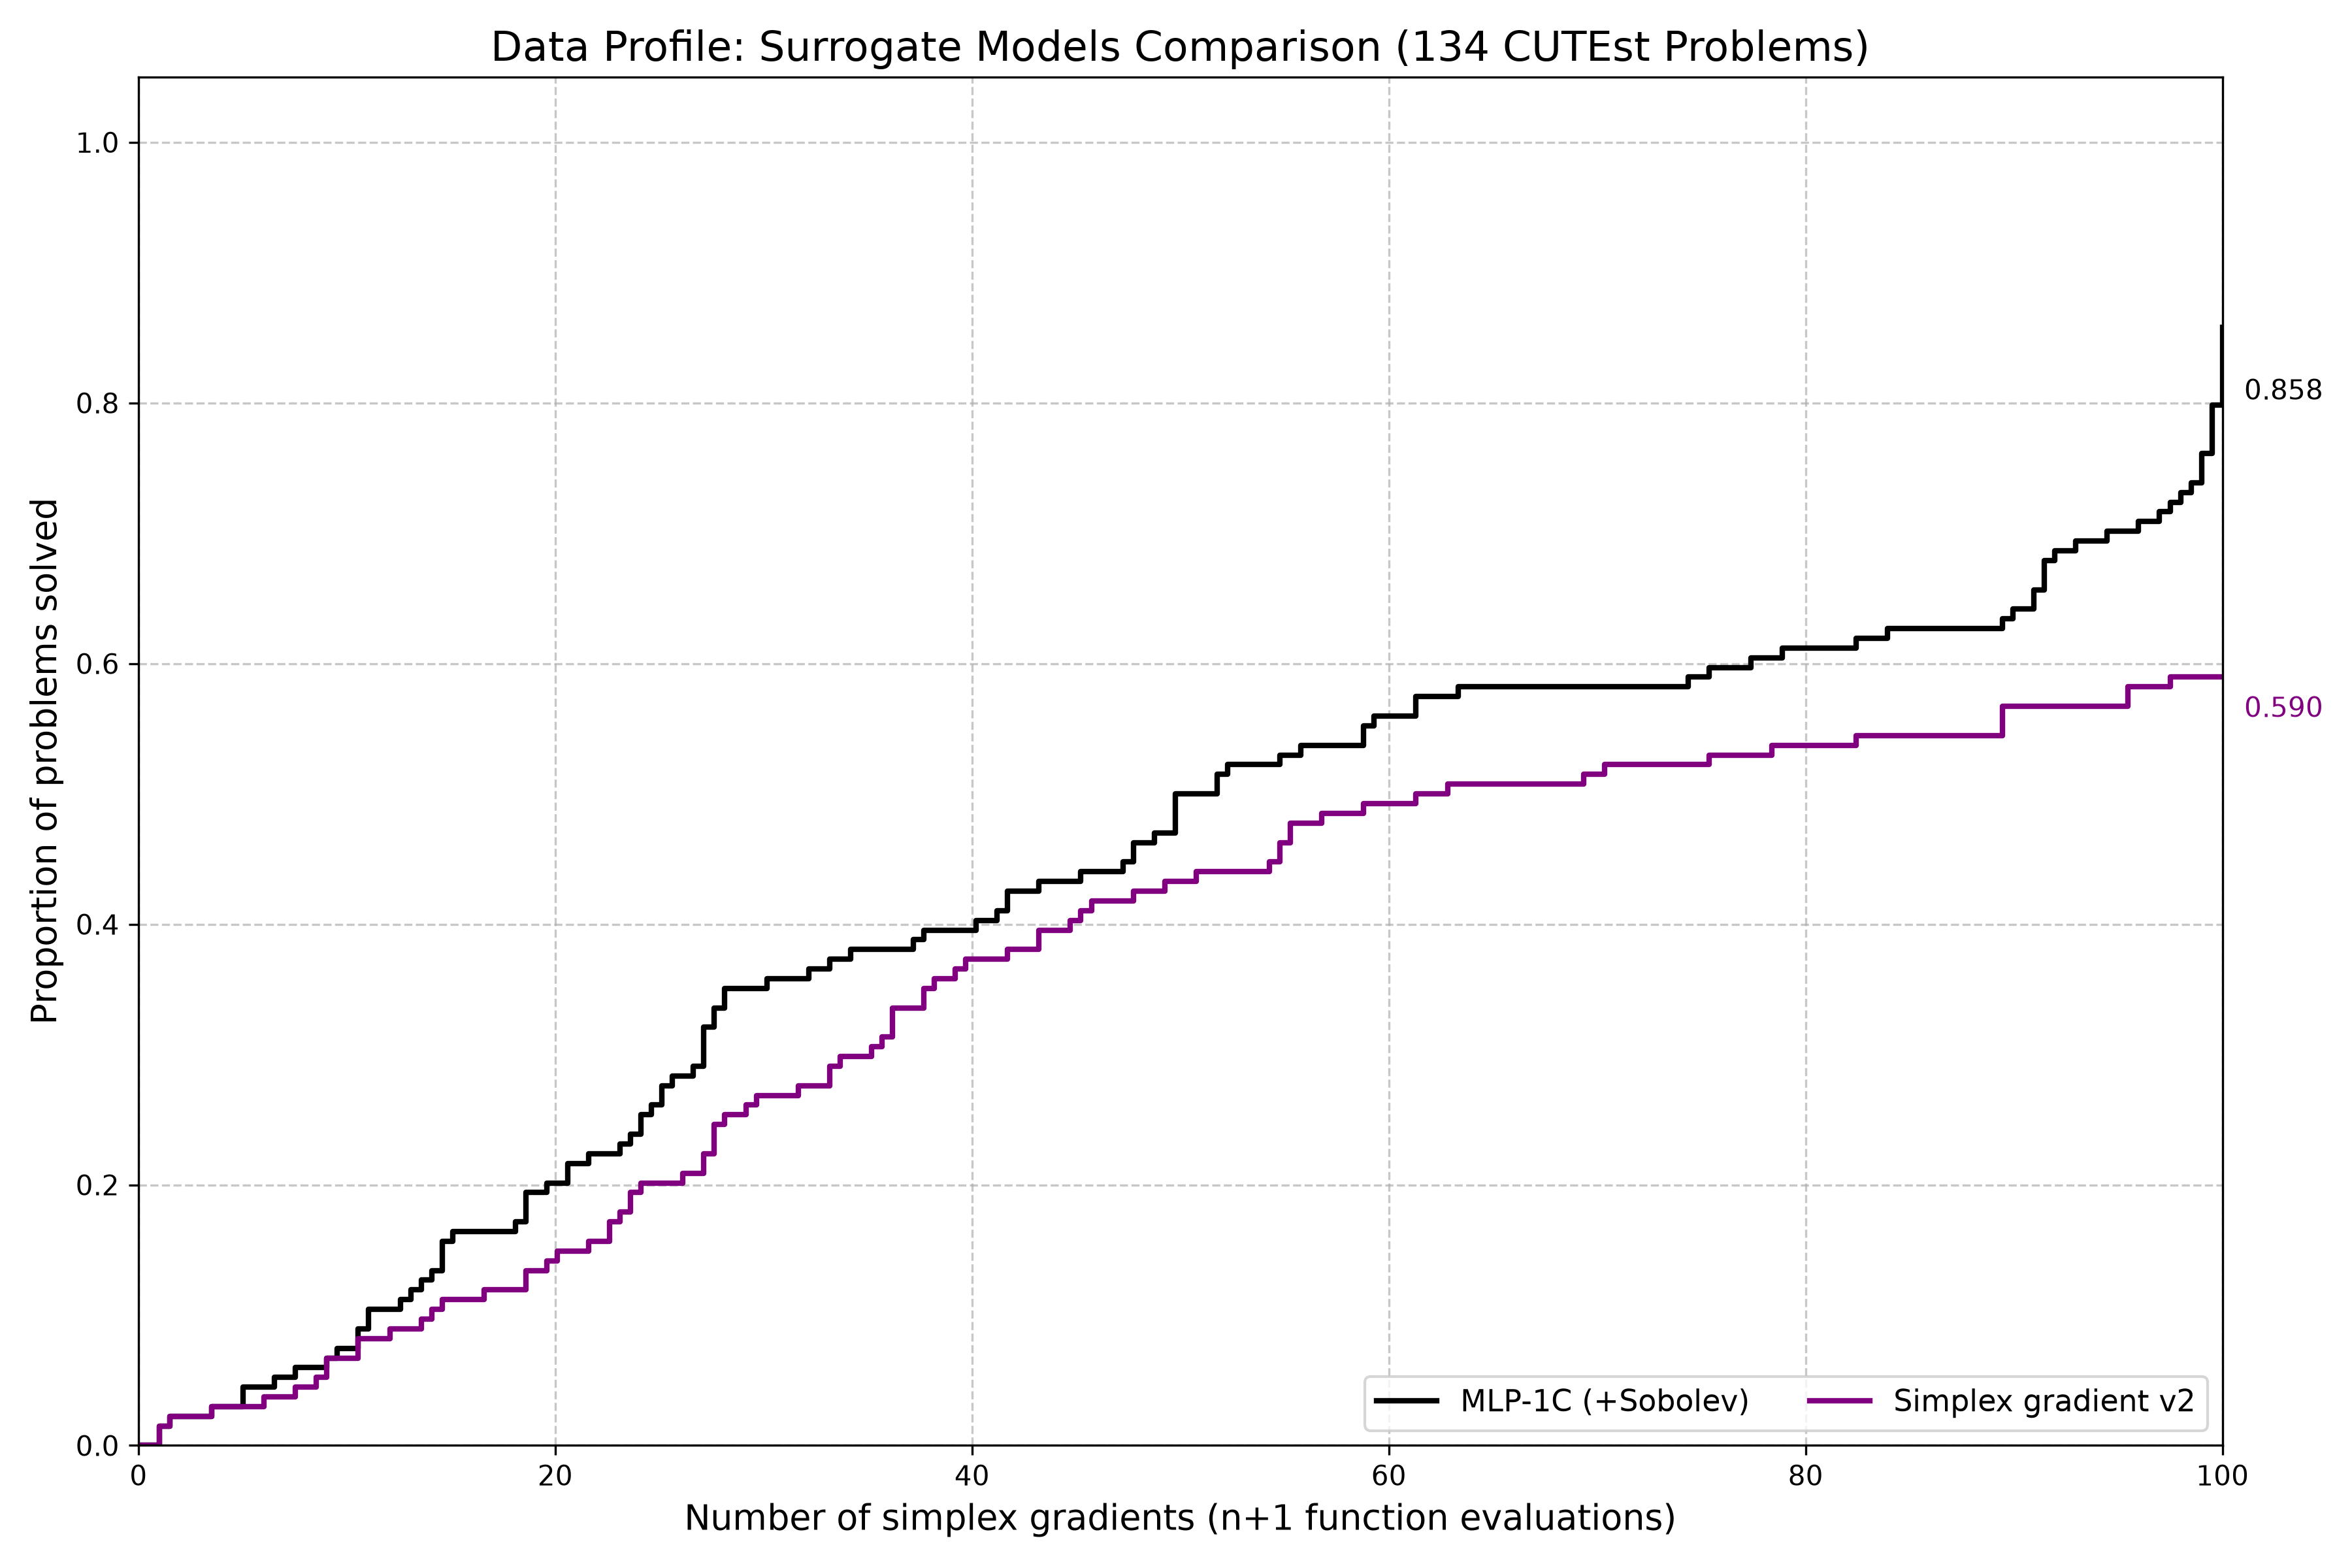 Data Profile: Surrogate Models Comparison (134 CUTEst Problems)
Proportion of problems solved
1.0
0.8
0.6
0.4
0.2
0.0
0.858
0.590
MLP-1C (+Sobolev)
Simplex gradient v2
0 20 40 60 80 100
Number of simplex gradients (n+1 function evaluations)